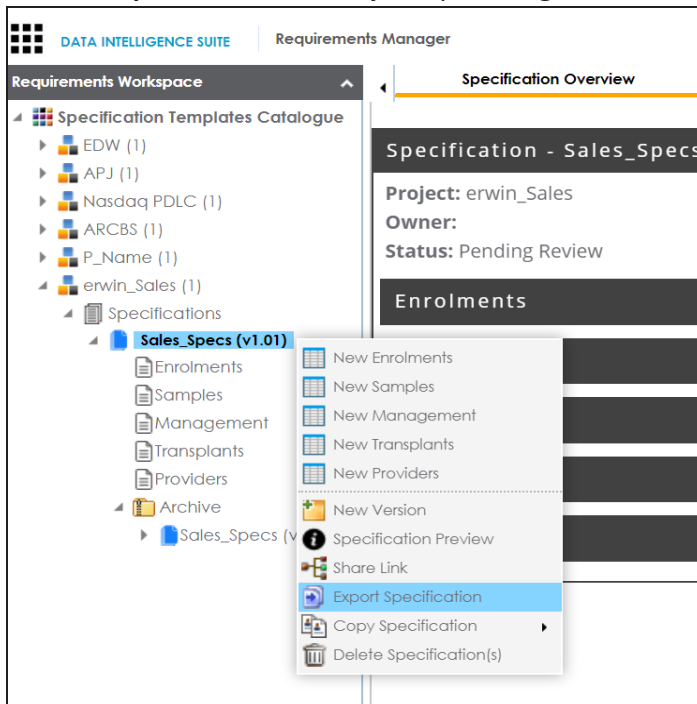 DATA INTELLIGENCE SUITE
Requirements Manager
Requirements Workspace
Specification Overview
Specification Templates Catalogue
EDW (1)
APJ (1)
Nasdaq PDLC (1)
ARCBS (1)
P_Name (1)
erwin_Sales (1)
Specifications
Sales_Specs (v1.01)
Enrolments
Samples
Management
Transplants
Providers
Archive
Sales_Specs (v
New Enrolments
New Samples
New Management
New Transplants
New Providers
New Version
Specification Preview
Share Link
Export Specification
Copy Specification
Delete Specification(s)
Specification - Sales_Specs
Project: erwin_Sales
Owner:
Status: Pending Review
Enrolments